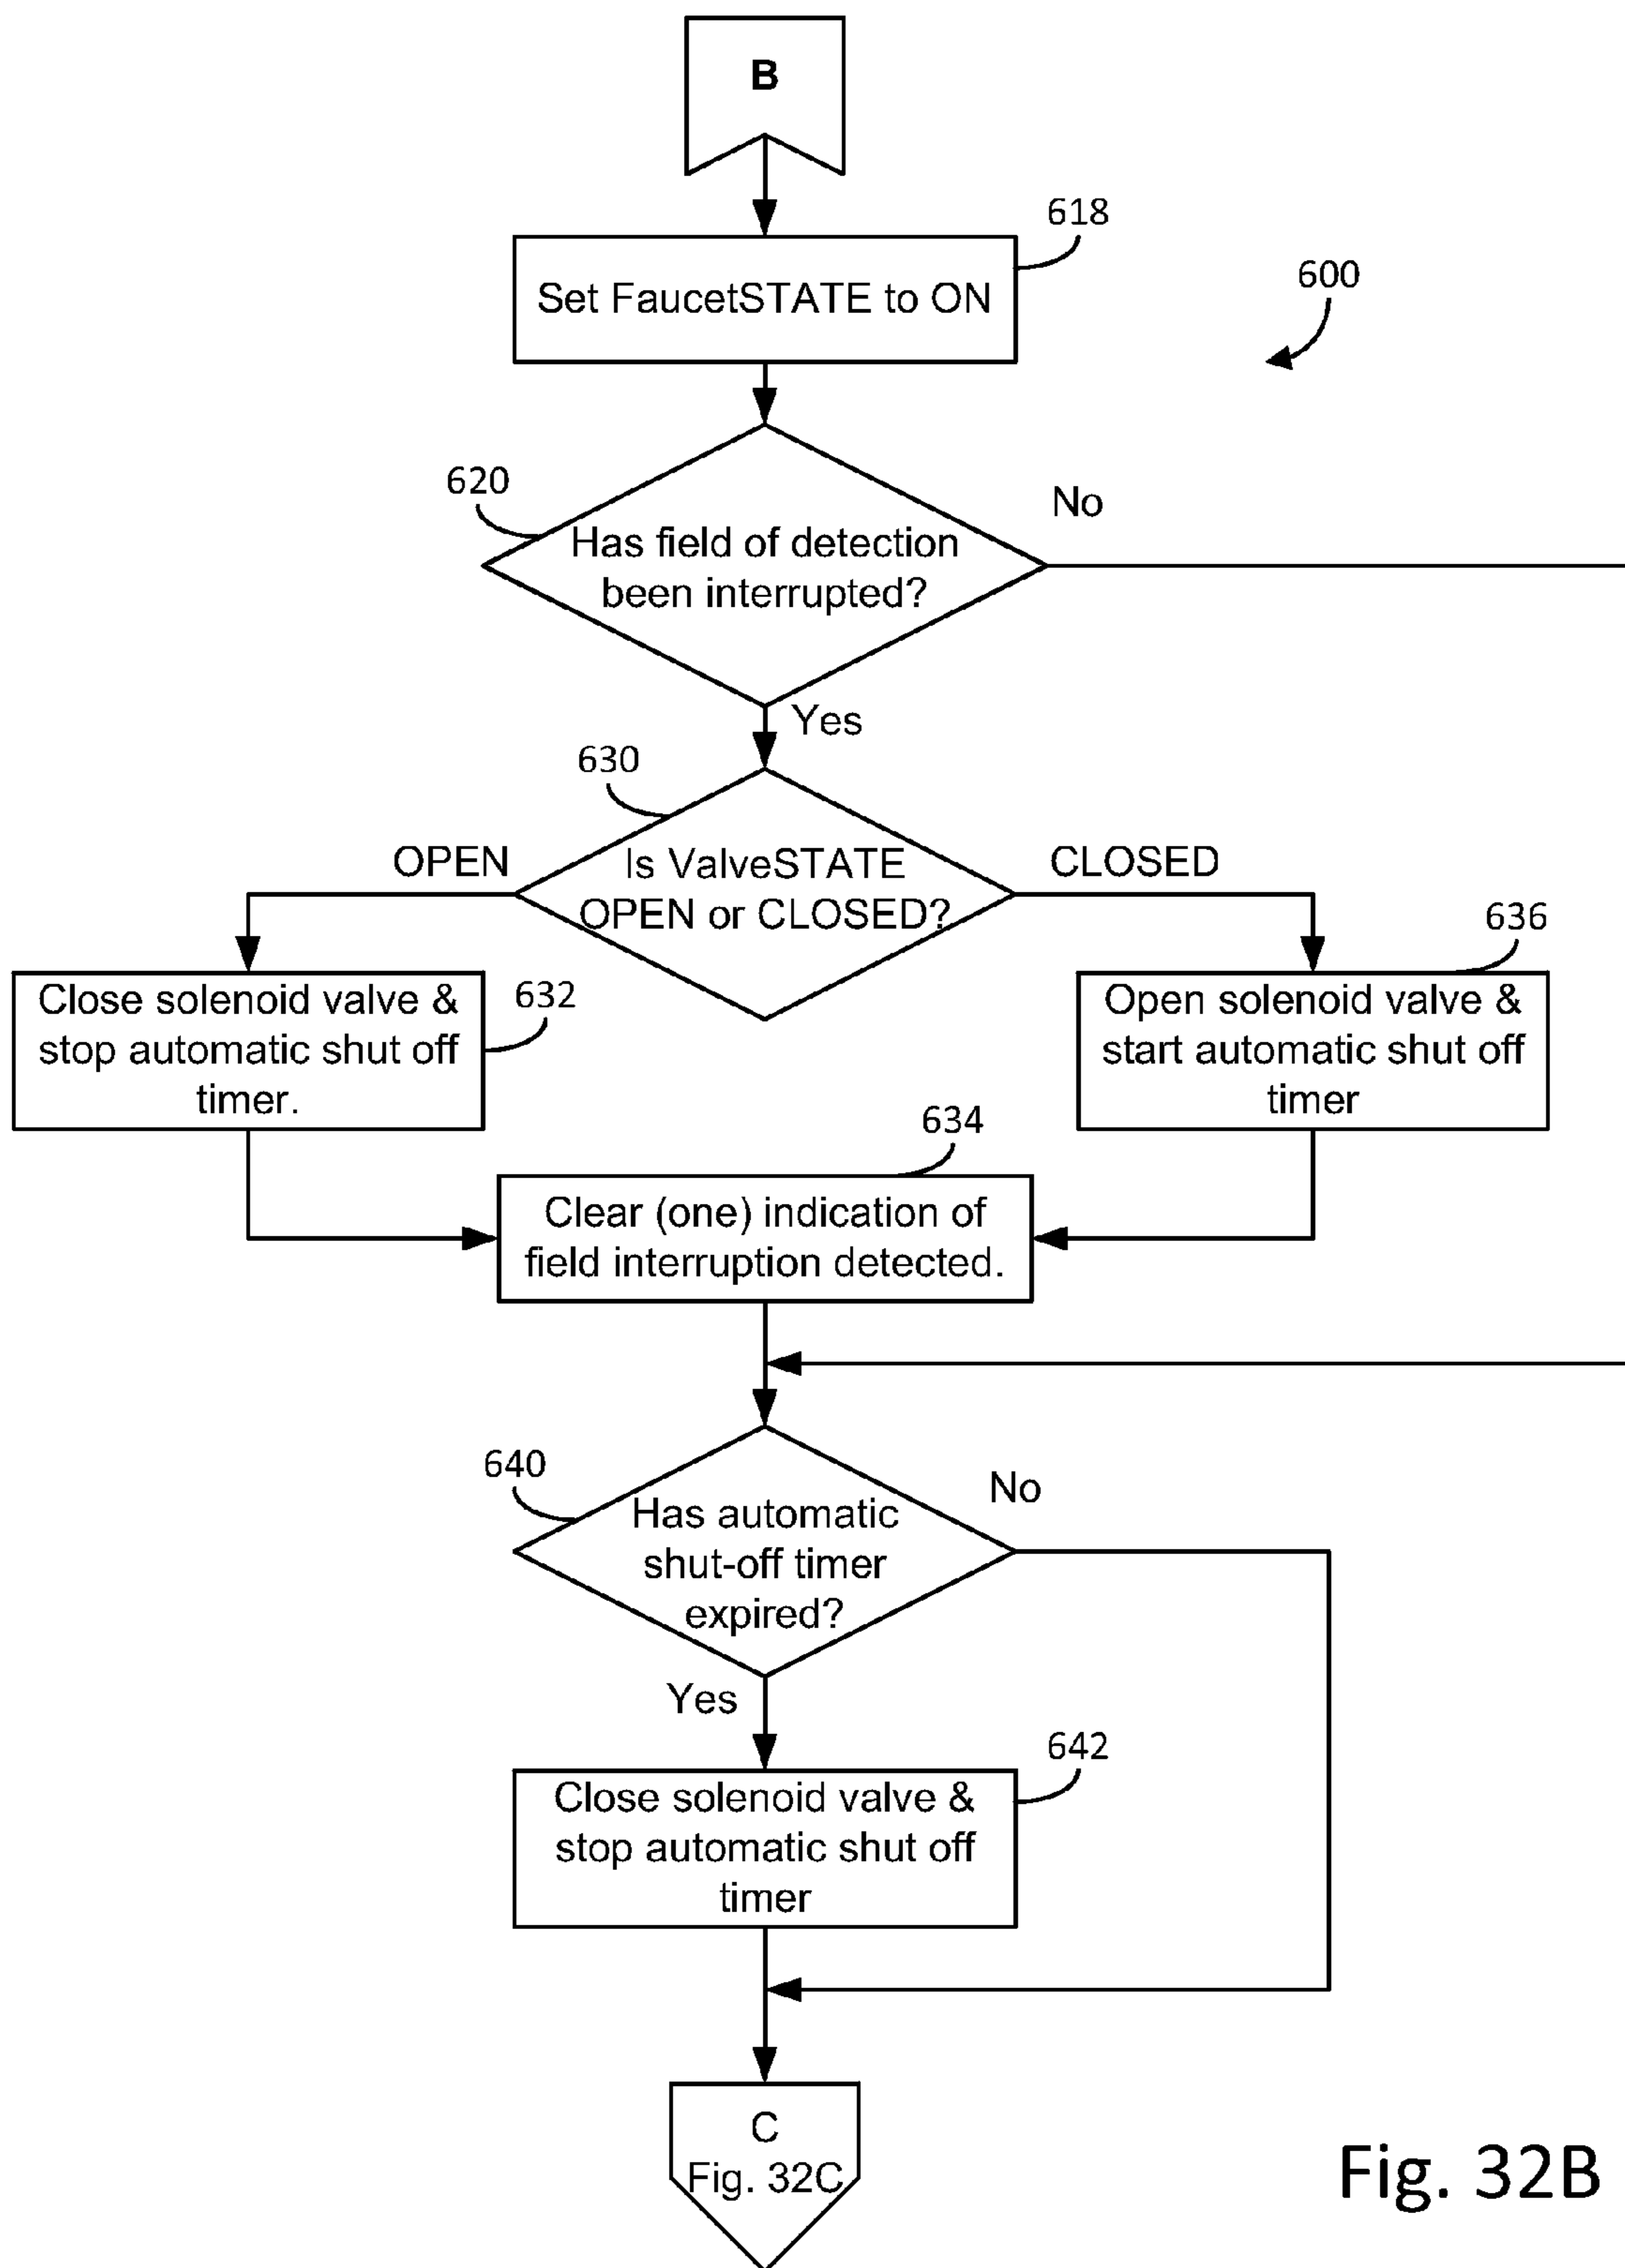 B
618
Set FaucetSTATE to ON
600
620
No
Has field of detection
been interrupted?
Yes
630
OPEN
Is ValveSTATE
OPEN or CLOSED?
CLOSED
636
Close solenoid valve &
stop automatic shut off
timer.
632
Open solenoid valve &
start automatic shut off
timer
634
Clear (one) indication of
field interruption detected.
640
No
Has automatic
shut-off timer
expired?
Yes
642
Close solenoid valve &
stop automatic shut off
timer
C
Fig. 32C
Fig. 32B